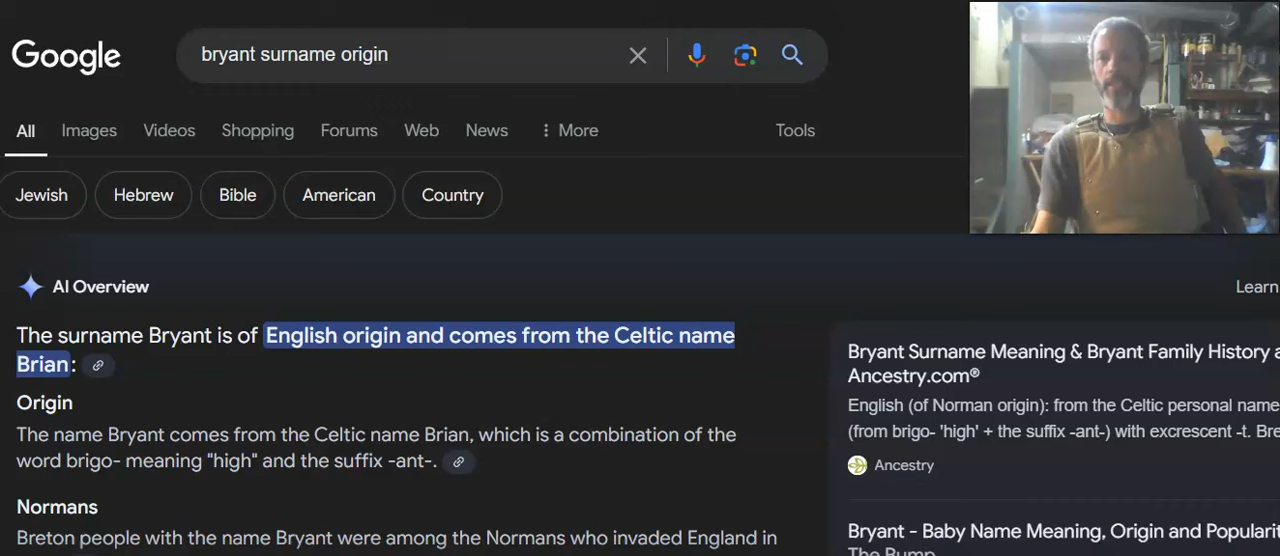 Google
bryant surname origin
All Images Videos Shopping Forums Web News More Tools
Jewish Hebrew Bible American Country
AI Overview
Learn
The surname Bryant is of English origin and comes from the Celtic name
Brian:
Origin
The name Bryant comes from the Celtic name Brian, which is a combination of the
word brigo- meaning "high" and the suffix -ant-.
Normans
Breton people with the name Bryant were among the Normans who invaded England in
Bryant Surname Meaning & Bryant Family History
Ancestry.com®
English (of Norman origin): from the Celtic personal name
(from brigo- 'high' + the suffix -ant-) with excrescent -t. Bre
Ancestry
Bryant - Baby Name Meaning, Origin and Populari
The Bump